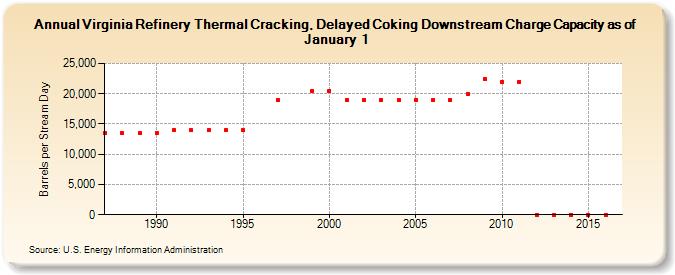 Annual Virginia Refinery Thermal Cracking, Delayed Coking Downstream Charge Capacity as of
January 1
Barrels per Stream Day
25,000
20,000
15,000
10,000
5,000
0
1990 1995 2000 2005 2010 2015
Source: U.S. Energy Information Administration